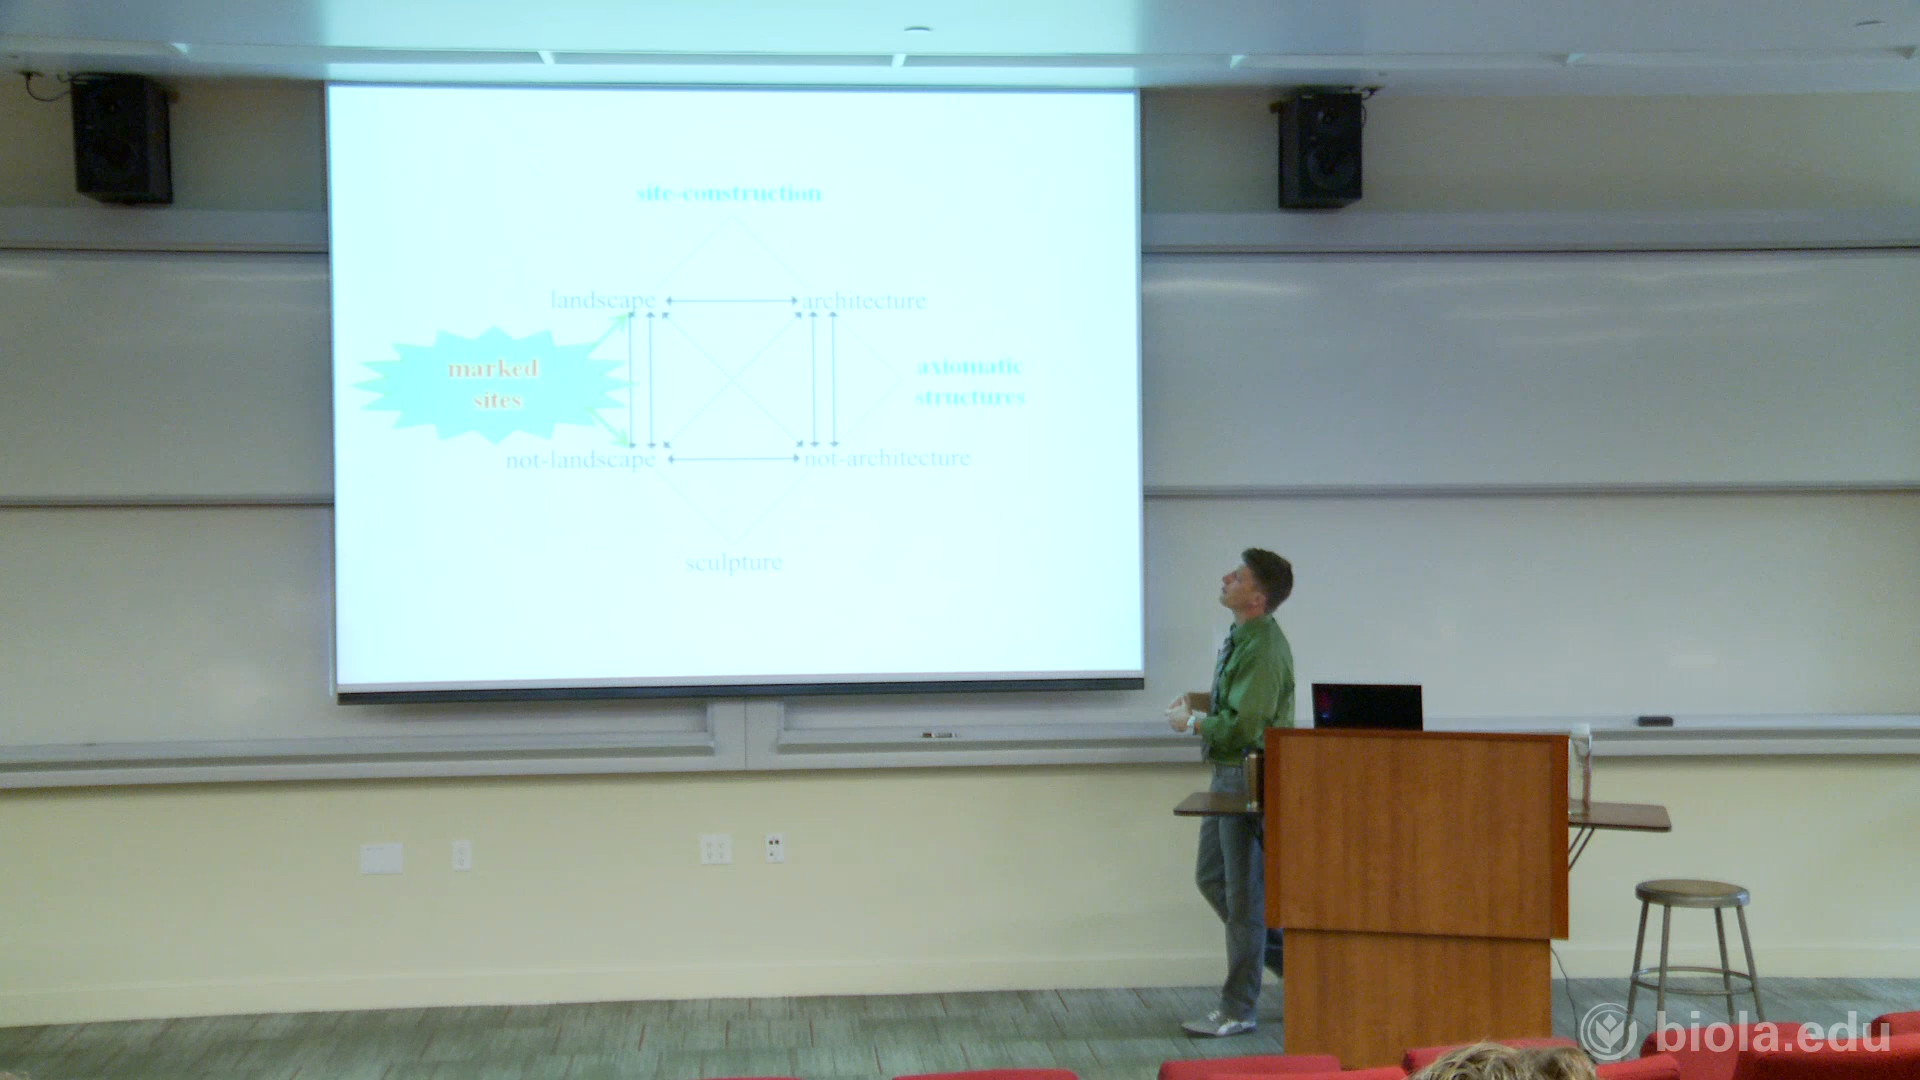 site-construction
landscape
architecture
marked
sites
axiomatic
structures
not-landscape
not-architecture
sculpture
biola.edu